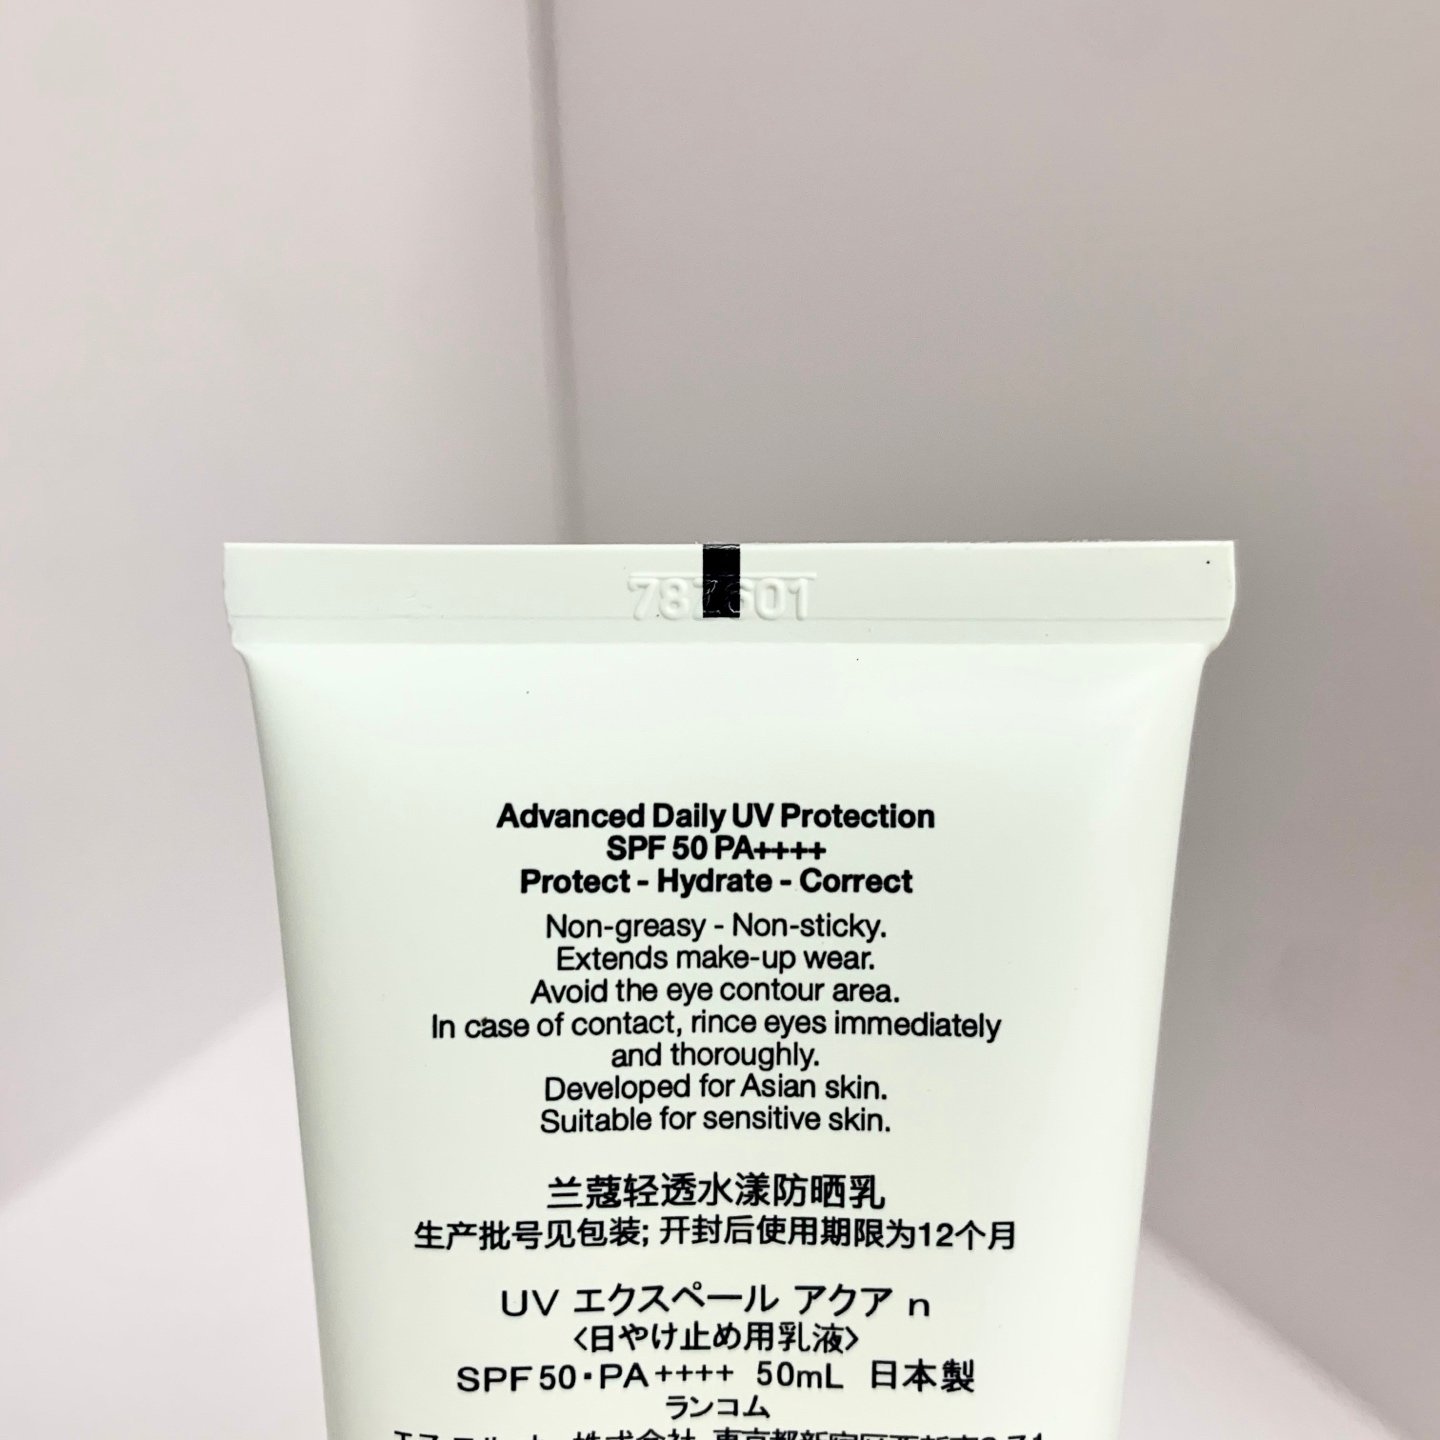 Advanced Daily UV Protection
SPF 50 PA++++
Protect - Hydrate - Correct
Non-greasy - Non-sticky.
Extends make-up wear.
Avoid the eye contour area.
In case of contact, rince eyes immediately
and thoroughly.
Developed for Asian skin.
Suitable for sensitive skin.
兰蔻轻透水漾防晒乳
生产批号见包装; 开封后使用期限为12个月
UV エクスペール アクア n
〈日やけ止め用乳液〉
SPF50・PA++++ 50mL 日本製
ランコム